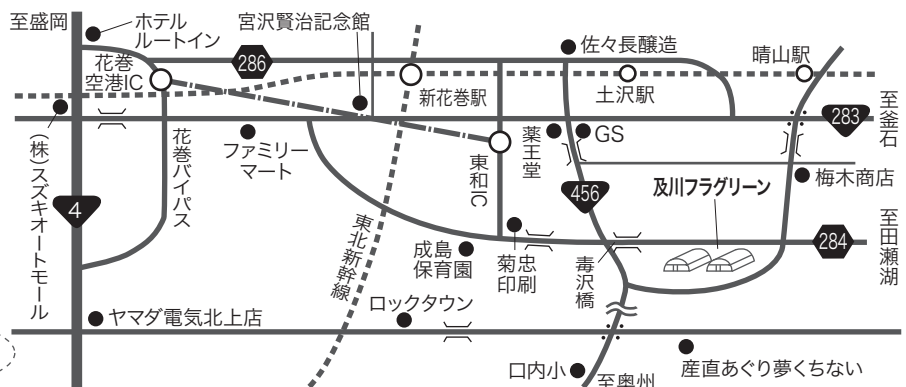 至盛岡
ホテル
ルートイン
宮沢賢治記念館
佐々長醸造
晴山駅
花巻
空港IC
286
新花巻駅
土沢駅
至釜石
283
(株)スズキオートモール
花巻バイパス
ファミリー
マート
東和IC
薬王堂
GS
梅木商店
4
456
及川フラグリーン
東北新幹線
成島
保育園
菊忠
印刷
毒沢橋
284
至田瀬湖
ヤマダ電気北上店
ロックタウン
口内小
至奥州
産直あぐり夢くちない